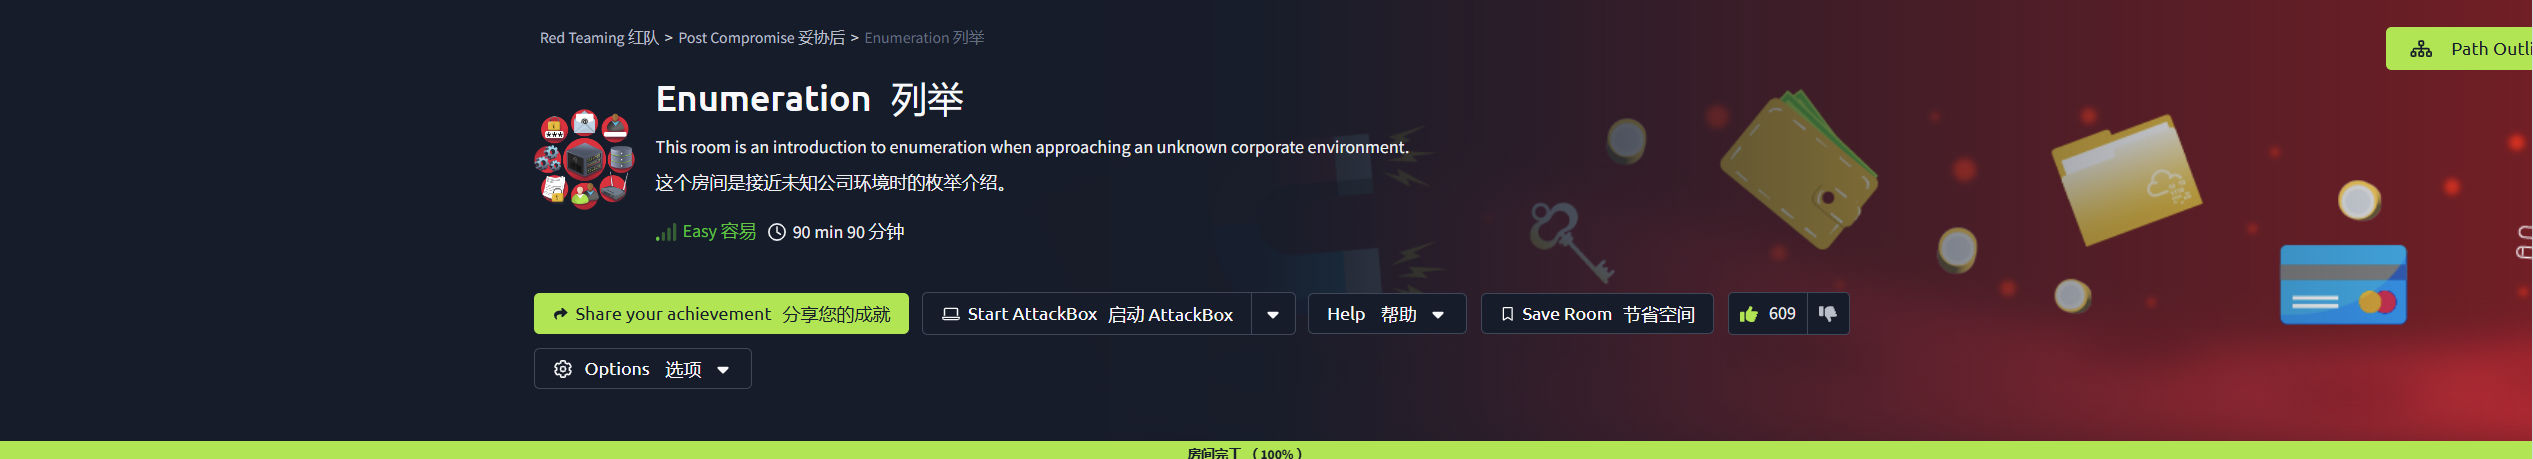 Red Teaming 红队 > Post Compromise 妥协后 > Enumeration 列举
Path Outli
Enumeration 列举
This room is an introduction to enumeration when approaching an unknown corporate environment.
这个房间是接近未知公司环境时的枚举介绍。
Easy 容易 90 min 90 分钟
Share your achievement 分享您的成就 Start AttackBox 启动 AttackBox Help 帮助 Save Room 节省空间 609
Options 选项
房间完工 （ 100% ）